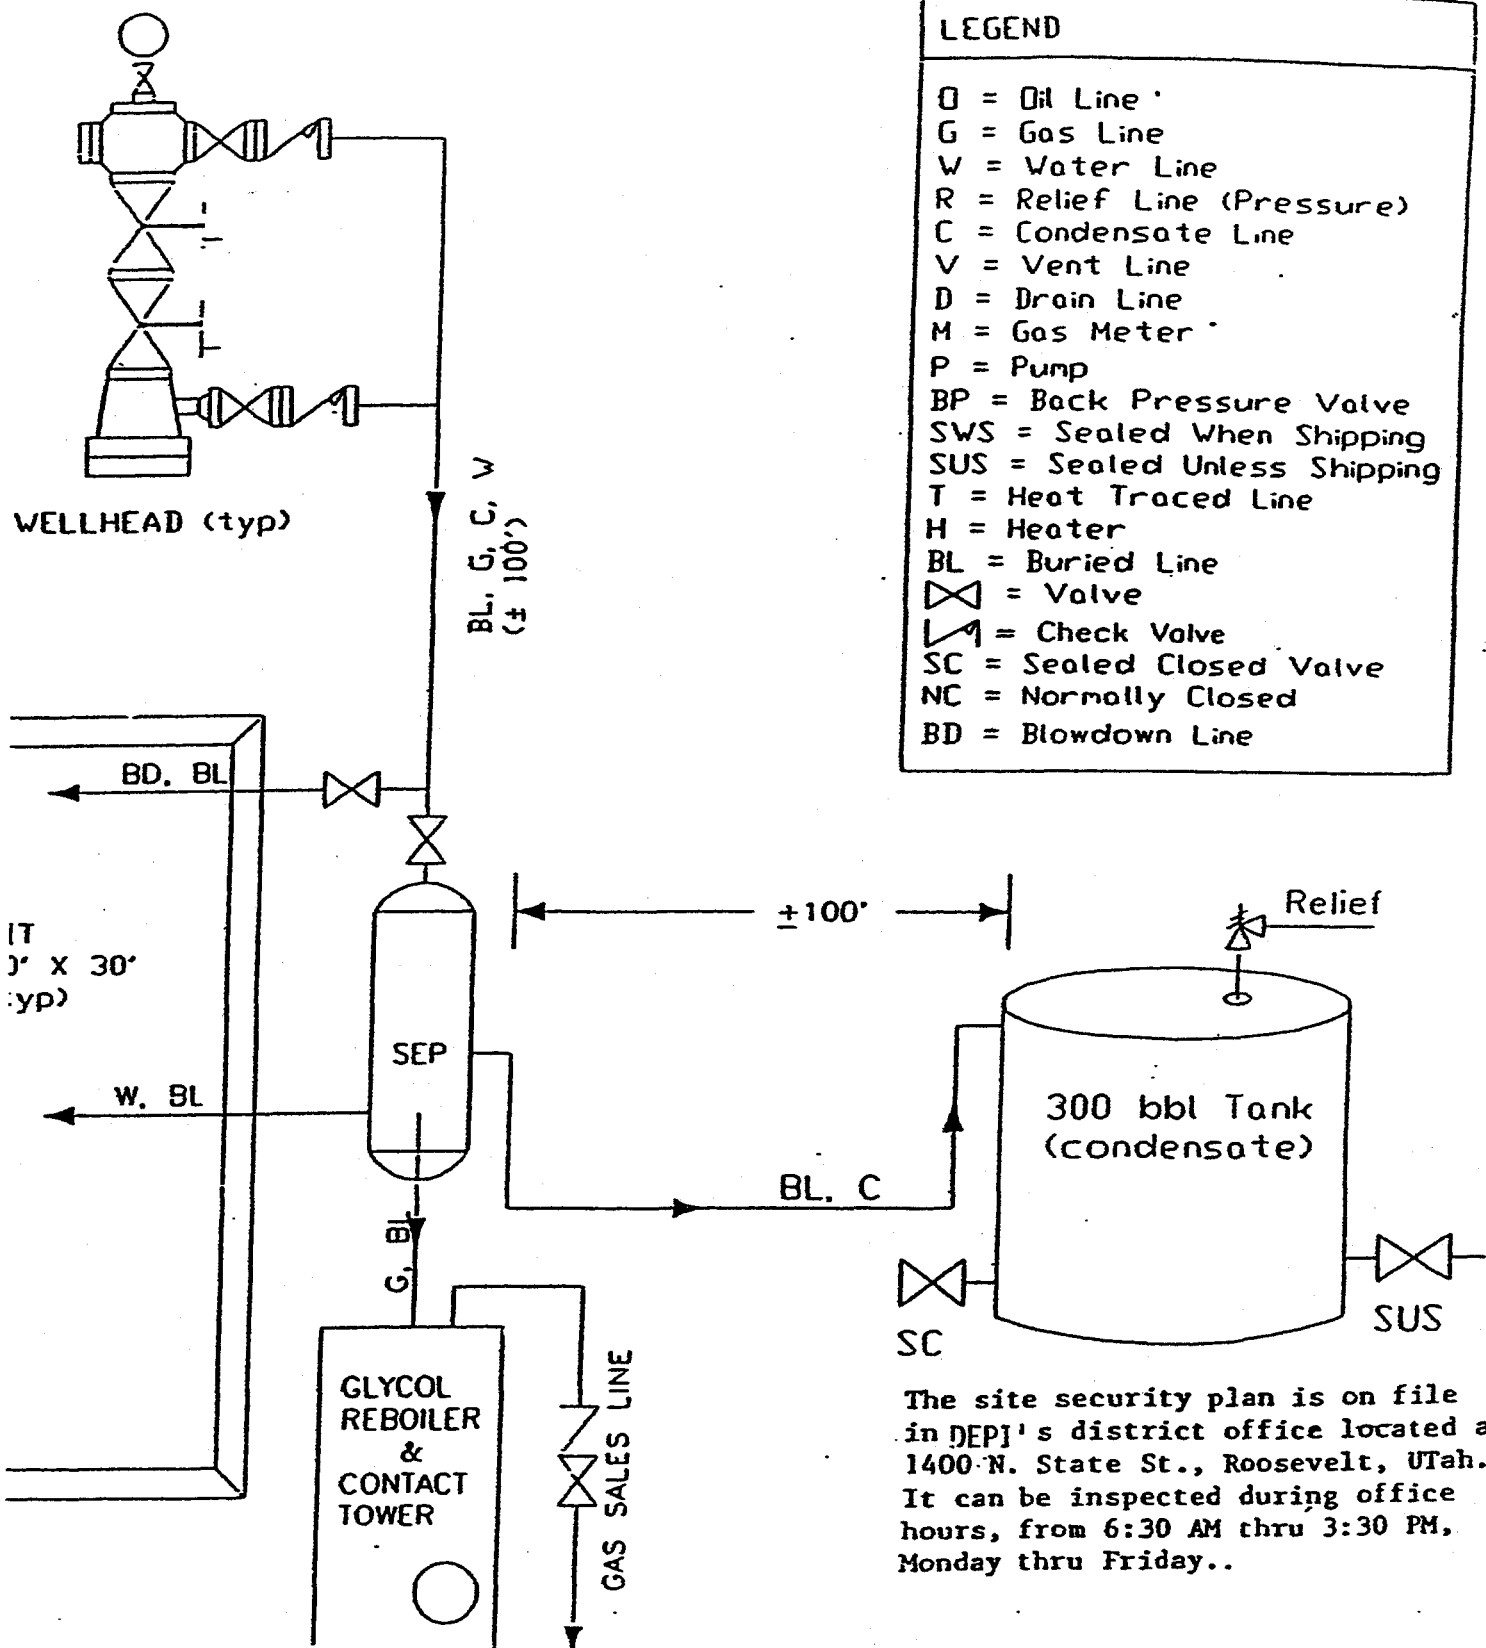 LEGEND
O = Oil Line
G = Gas Line
W = Water Line
R = Relief Line (Pressure)
C = Condensate Line
V = Vent Line
D = Drain Line
M = Gas Meter
P = Pump
BP = Back Pressure Valve
SWS = Sealed When Shipping
SUS = Sealed Unless Shipping
T = Heat Traced Line
H = Heater
BL = Buried Line
= Valve
= Check Valve
SC = Sealed Closed Valve
NC = Normally Closed
BD = Blowdown Line
WELLHEAD (typ)
BL, G, C, W
(± 100')
BD. BL
±100'
Relief
IT
0' X 30'
yp)
SEP
W. BL
300 bbl Tank
(condensate)
BL. C
G, BL
SC
SUS
GLYCOL
REBOILER
&
CONTACT
TOWER
GAS SALES LINE
The site security plan is on file
in DEPI's district office located a
1400 N. State St., Roosevelt, UTah.
It can be inspected during office
hours, from 6:30 AM thru 3:30 PM,
Monday thru Friday..